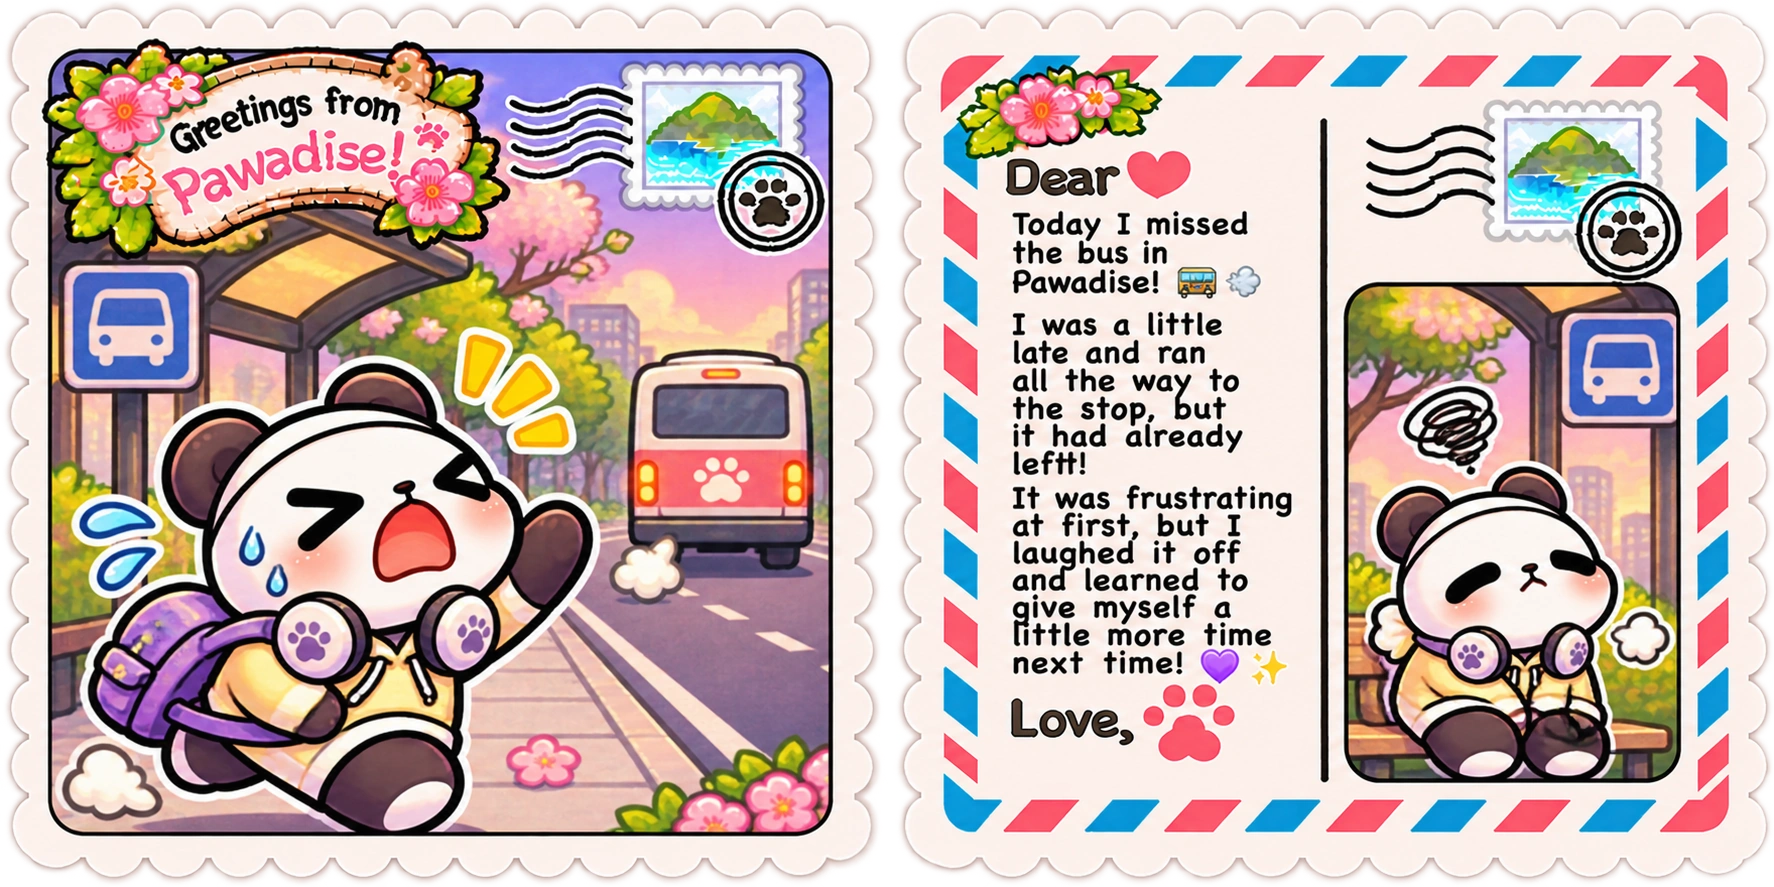 Greetings from
Pawadise!
Dear
Today I missed
the bus in
Pawadise!
I was a little
late and ran
all the way to
the stop, but
it had already
leftt!
It was frustrating
at first, but I
laughed it off
and learned to
give myself a
little more time
next time!
Love,